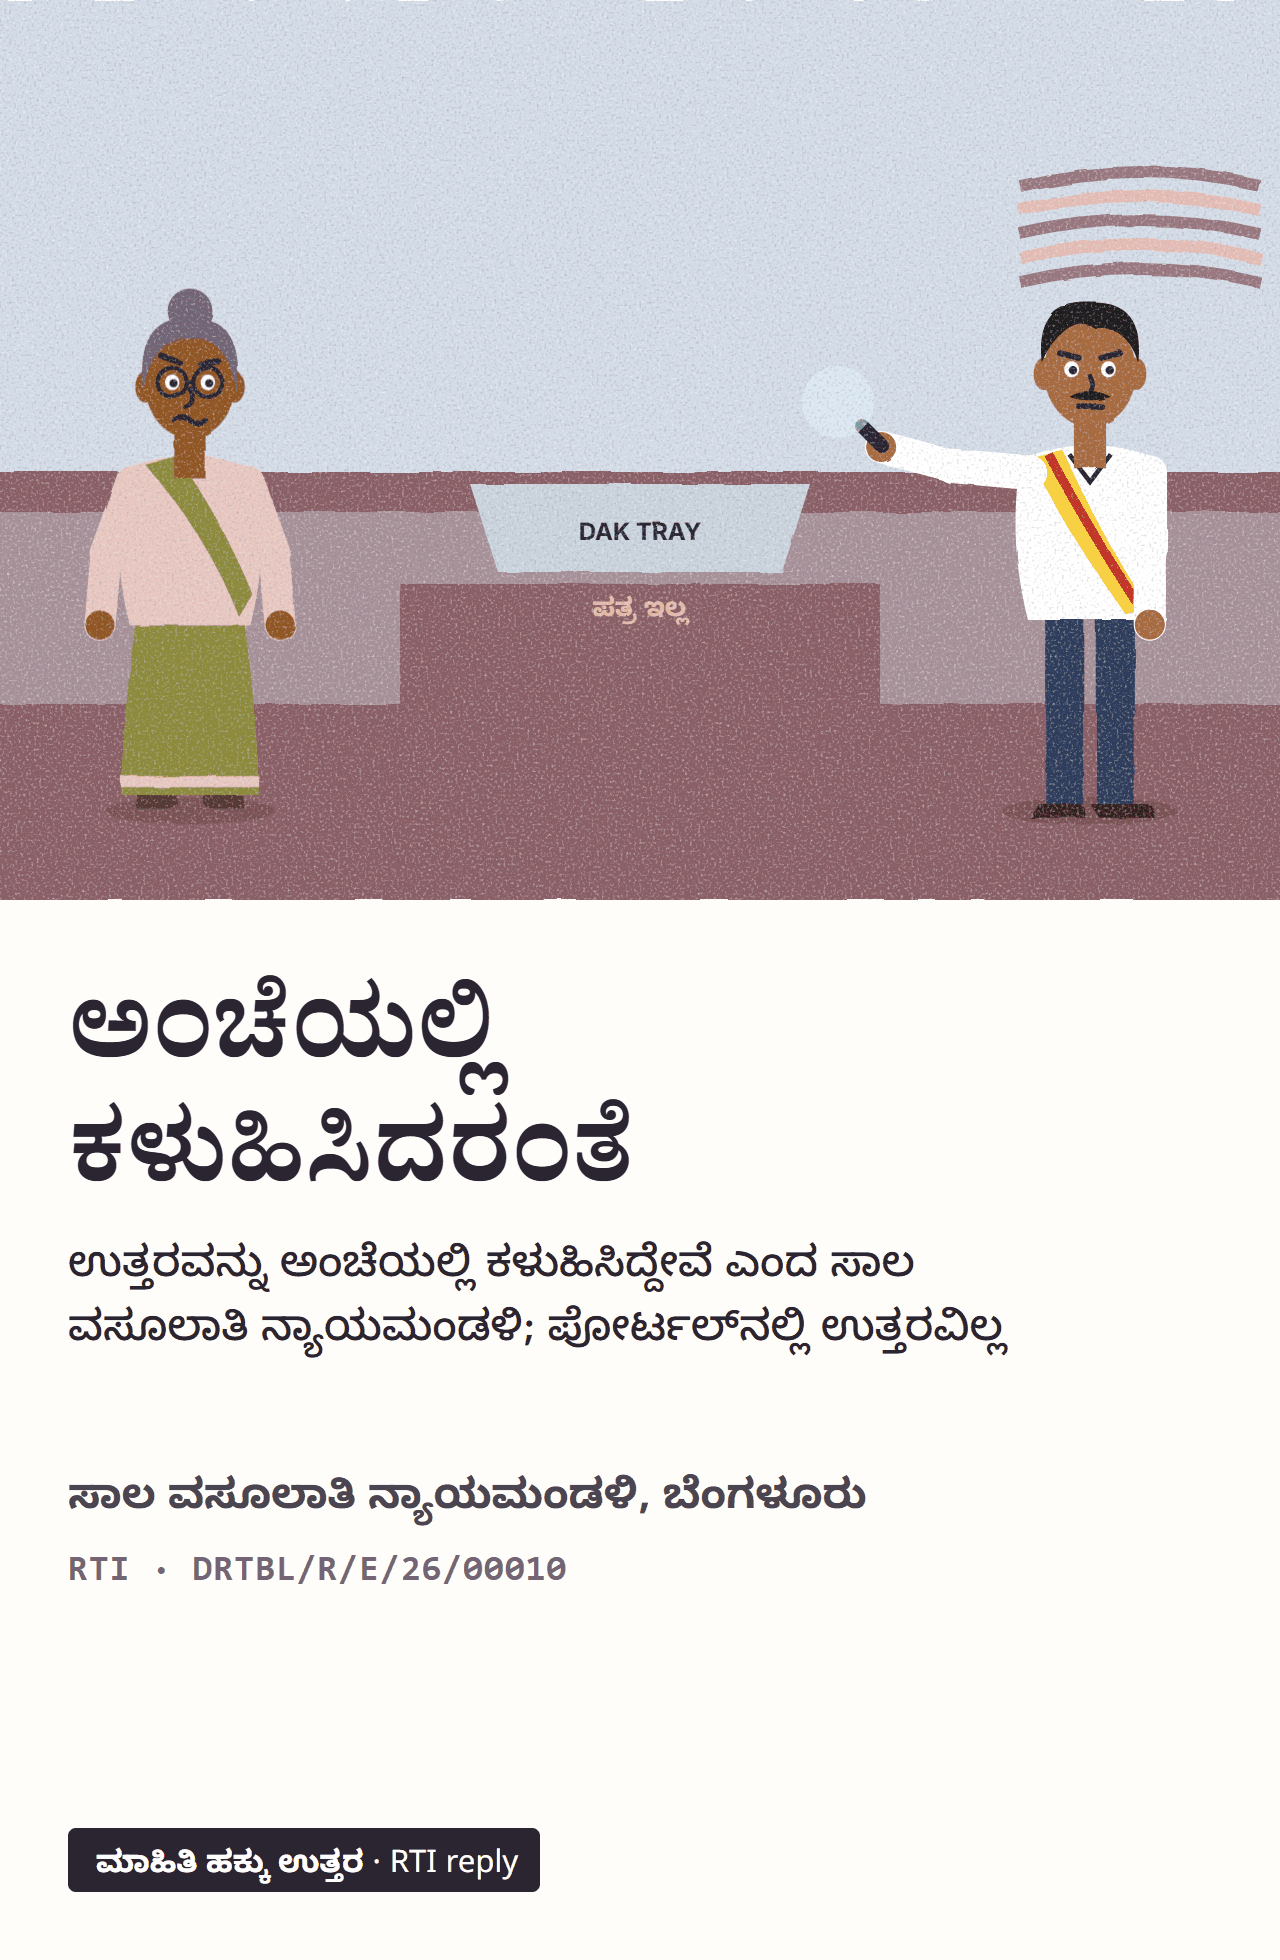 DAK TRAY
ಪತ್ರ ಇಲ್ಲ
ಅಂಚೆಯಲ್ಲಿ
ಕಳುಹಿಸಿದರಂತೆ
ಉತ್ತರವನ್ನು ಅಂಚೆಯಲ್ಲಿ ಕಳುಹಿಸಿದ್ದೇವೆ ಎಂದ ಸಾಲ
ವಸೂಲಾತಿ ನ್ಯಾಯಮಂಡಳಿ; ಪೋರ್ಟಲ್‌ನಲ್ಲಿ ಉತ್ತರವಿಲ್ಲ
ಸಾಲ ವಸೂಲಾತಿ ನ್ಯಾಯಮಂಡಳಿ, ಬೆಂಗಳೂರು
RTI · DRTBL/R/E/26/00010
ಮಾಹಿತಿ ಹಕ್ಕು ಉತ್ತರ · RTI reply